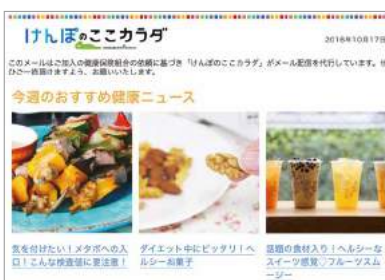 けんぽのここカラダ
2018年10月17日
このメールはご加入の健康保険組合の依頼に基づき「けんぽのここカラダ」がメール配信を代行しています。
ひご一読頂けますよう、お願いいたします。
今週のおすすめ健康ニュース
気を付けたい！メタボへの入
口！こんな検査値に要注意！
ダイエット中にピッタリ！ヘ
ルシーお菓子
話題の食材入り！ヘルシーな
スイーツ感覚♡フルーツスム
ージー